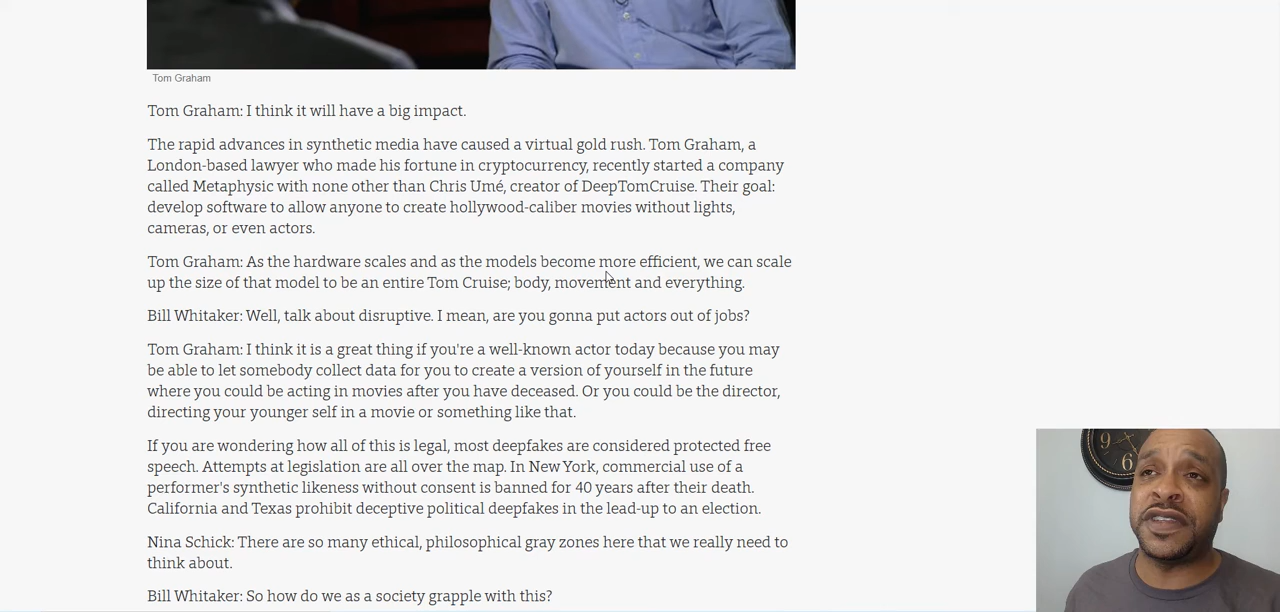 Tom Graham
Tom Graham: I think it will have a big impact.
The rapid advances in synthetic media have caused a virtual gold rush. Tom Graham, a
London-based lawyer who made his fortune in cryptocurrency, recently started a company
called Metaphysic with none other than Chris Umé, creator of DeepTomCruise. Their goal:
develop software to allow anyone to create hollywood-caliber movies without lights,
cameras, or even actors.
Tom Graham: As the hardware scales and as the models become more efficient, we can scale
up the size of that model to be an entire Tom Cruise; body, movement and everything.
Bill Whitaker: Well, talk about disruptive. I mean, are you gonna put actors out of jobs?
Tom Graham: I think it is a great thing if you're a well-known actor today because you may
be able to let somebody collect data for you to create a version of yourself in the future
where you could be acting in movies after you have deceased. Or you could be the director,
directing your younger self in a movie or something like that.
If you are wondering how all of this is legal, most deepfakes are considered protected free
speech. Attempts at legislation are all over the map. In New York, commercial use of a
performer's synthetic likeness without consent is banned for 40 years after their death.
California and Texas prohibit deceptive political deepfakes in the lead-up to an election.
Nina Schick: There are so many ethical, philosophical gray zones here that we really need to
think about.
Bill Whitaker: So how do we as a society grapple with this?
9
6